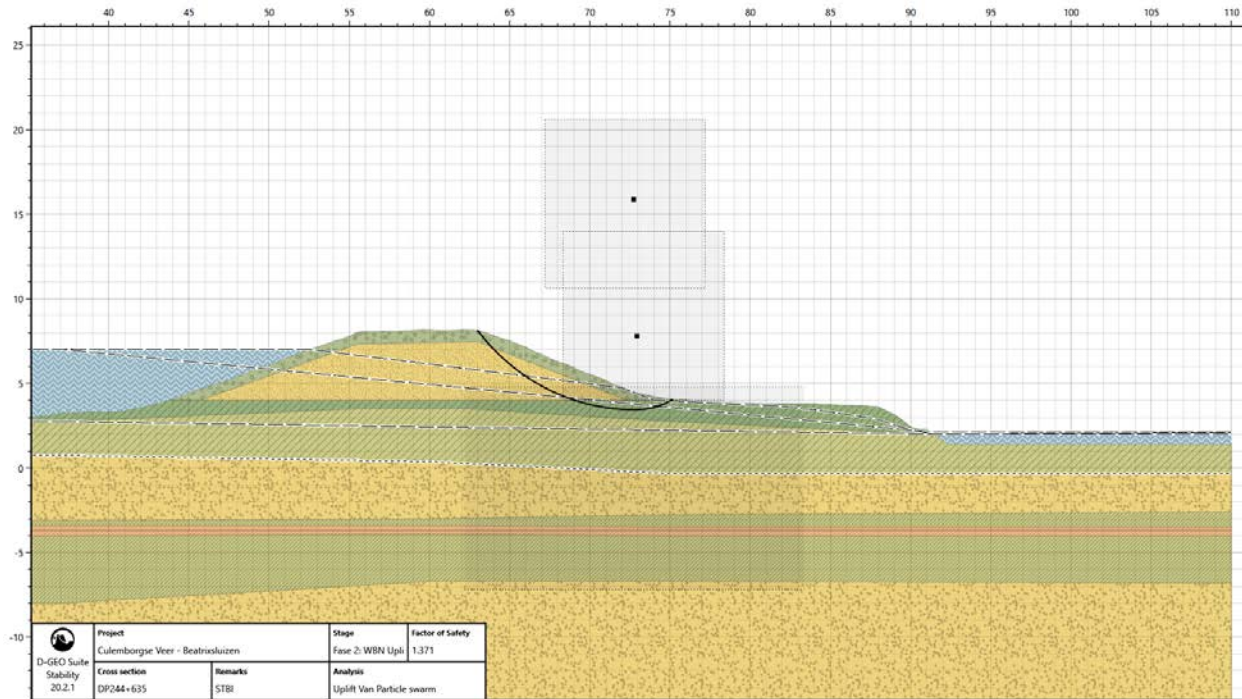 40 45 50 55 60 65 70 75 80 85 90 95 100 105 110
25
20
15
10
5
0
-5
-10
D-GEO Suite
Stability
20.2.1
Project
Culemborgse Veer - Beatrixsluizen
Stage
Fase 2: WBN Upli
Factor of Safety
1.371
Cross section
DP244+635
Remarks
STBI
Analysis
Uplift Van Particle swarm